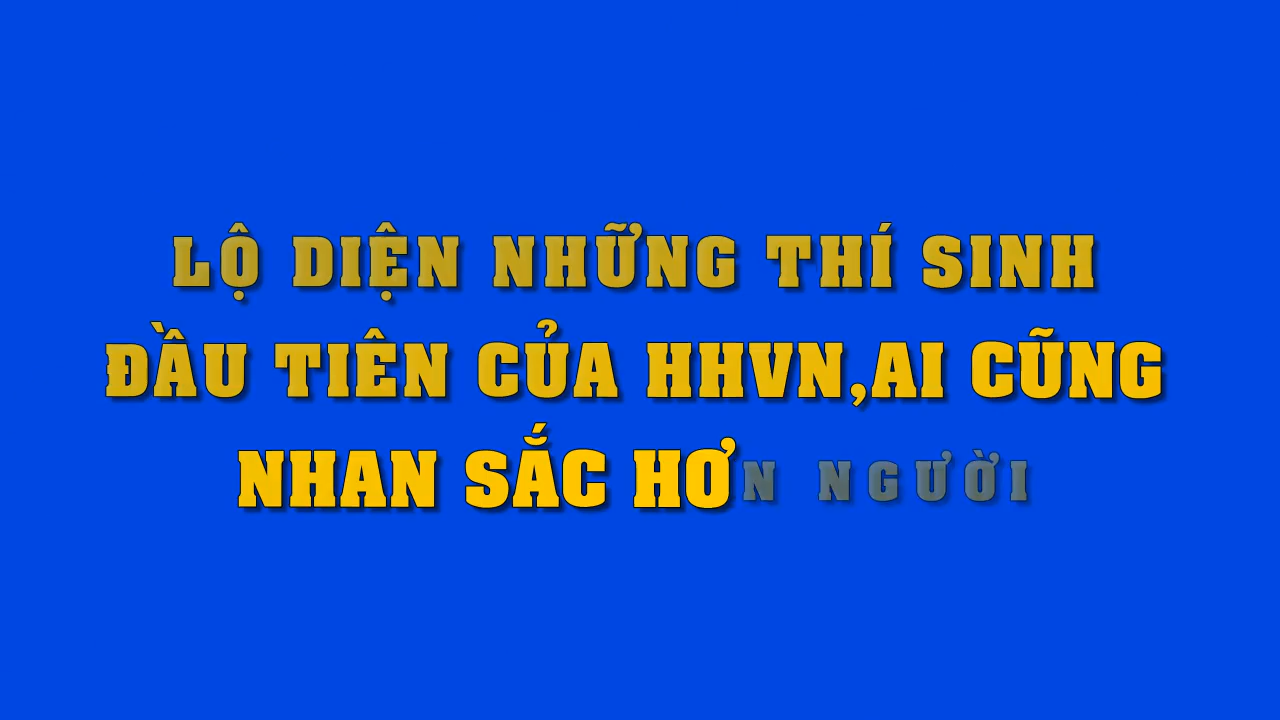 LỘ DIỆN NHỮNG THÍ SINH
ĐẦU TIÊN CỦA HHVN,AI CŨNG
NHAN SẮC HƠN NGƯỜI